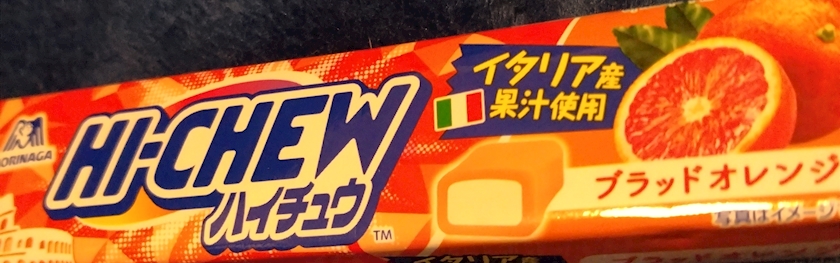 ORINAGA
HI-CHEW
ハイチュウ
TM
イタリア産
果汁使用
ブラッドオレンジ
写真はイメージ